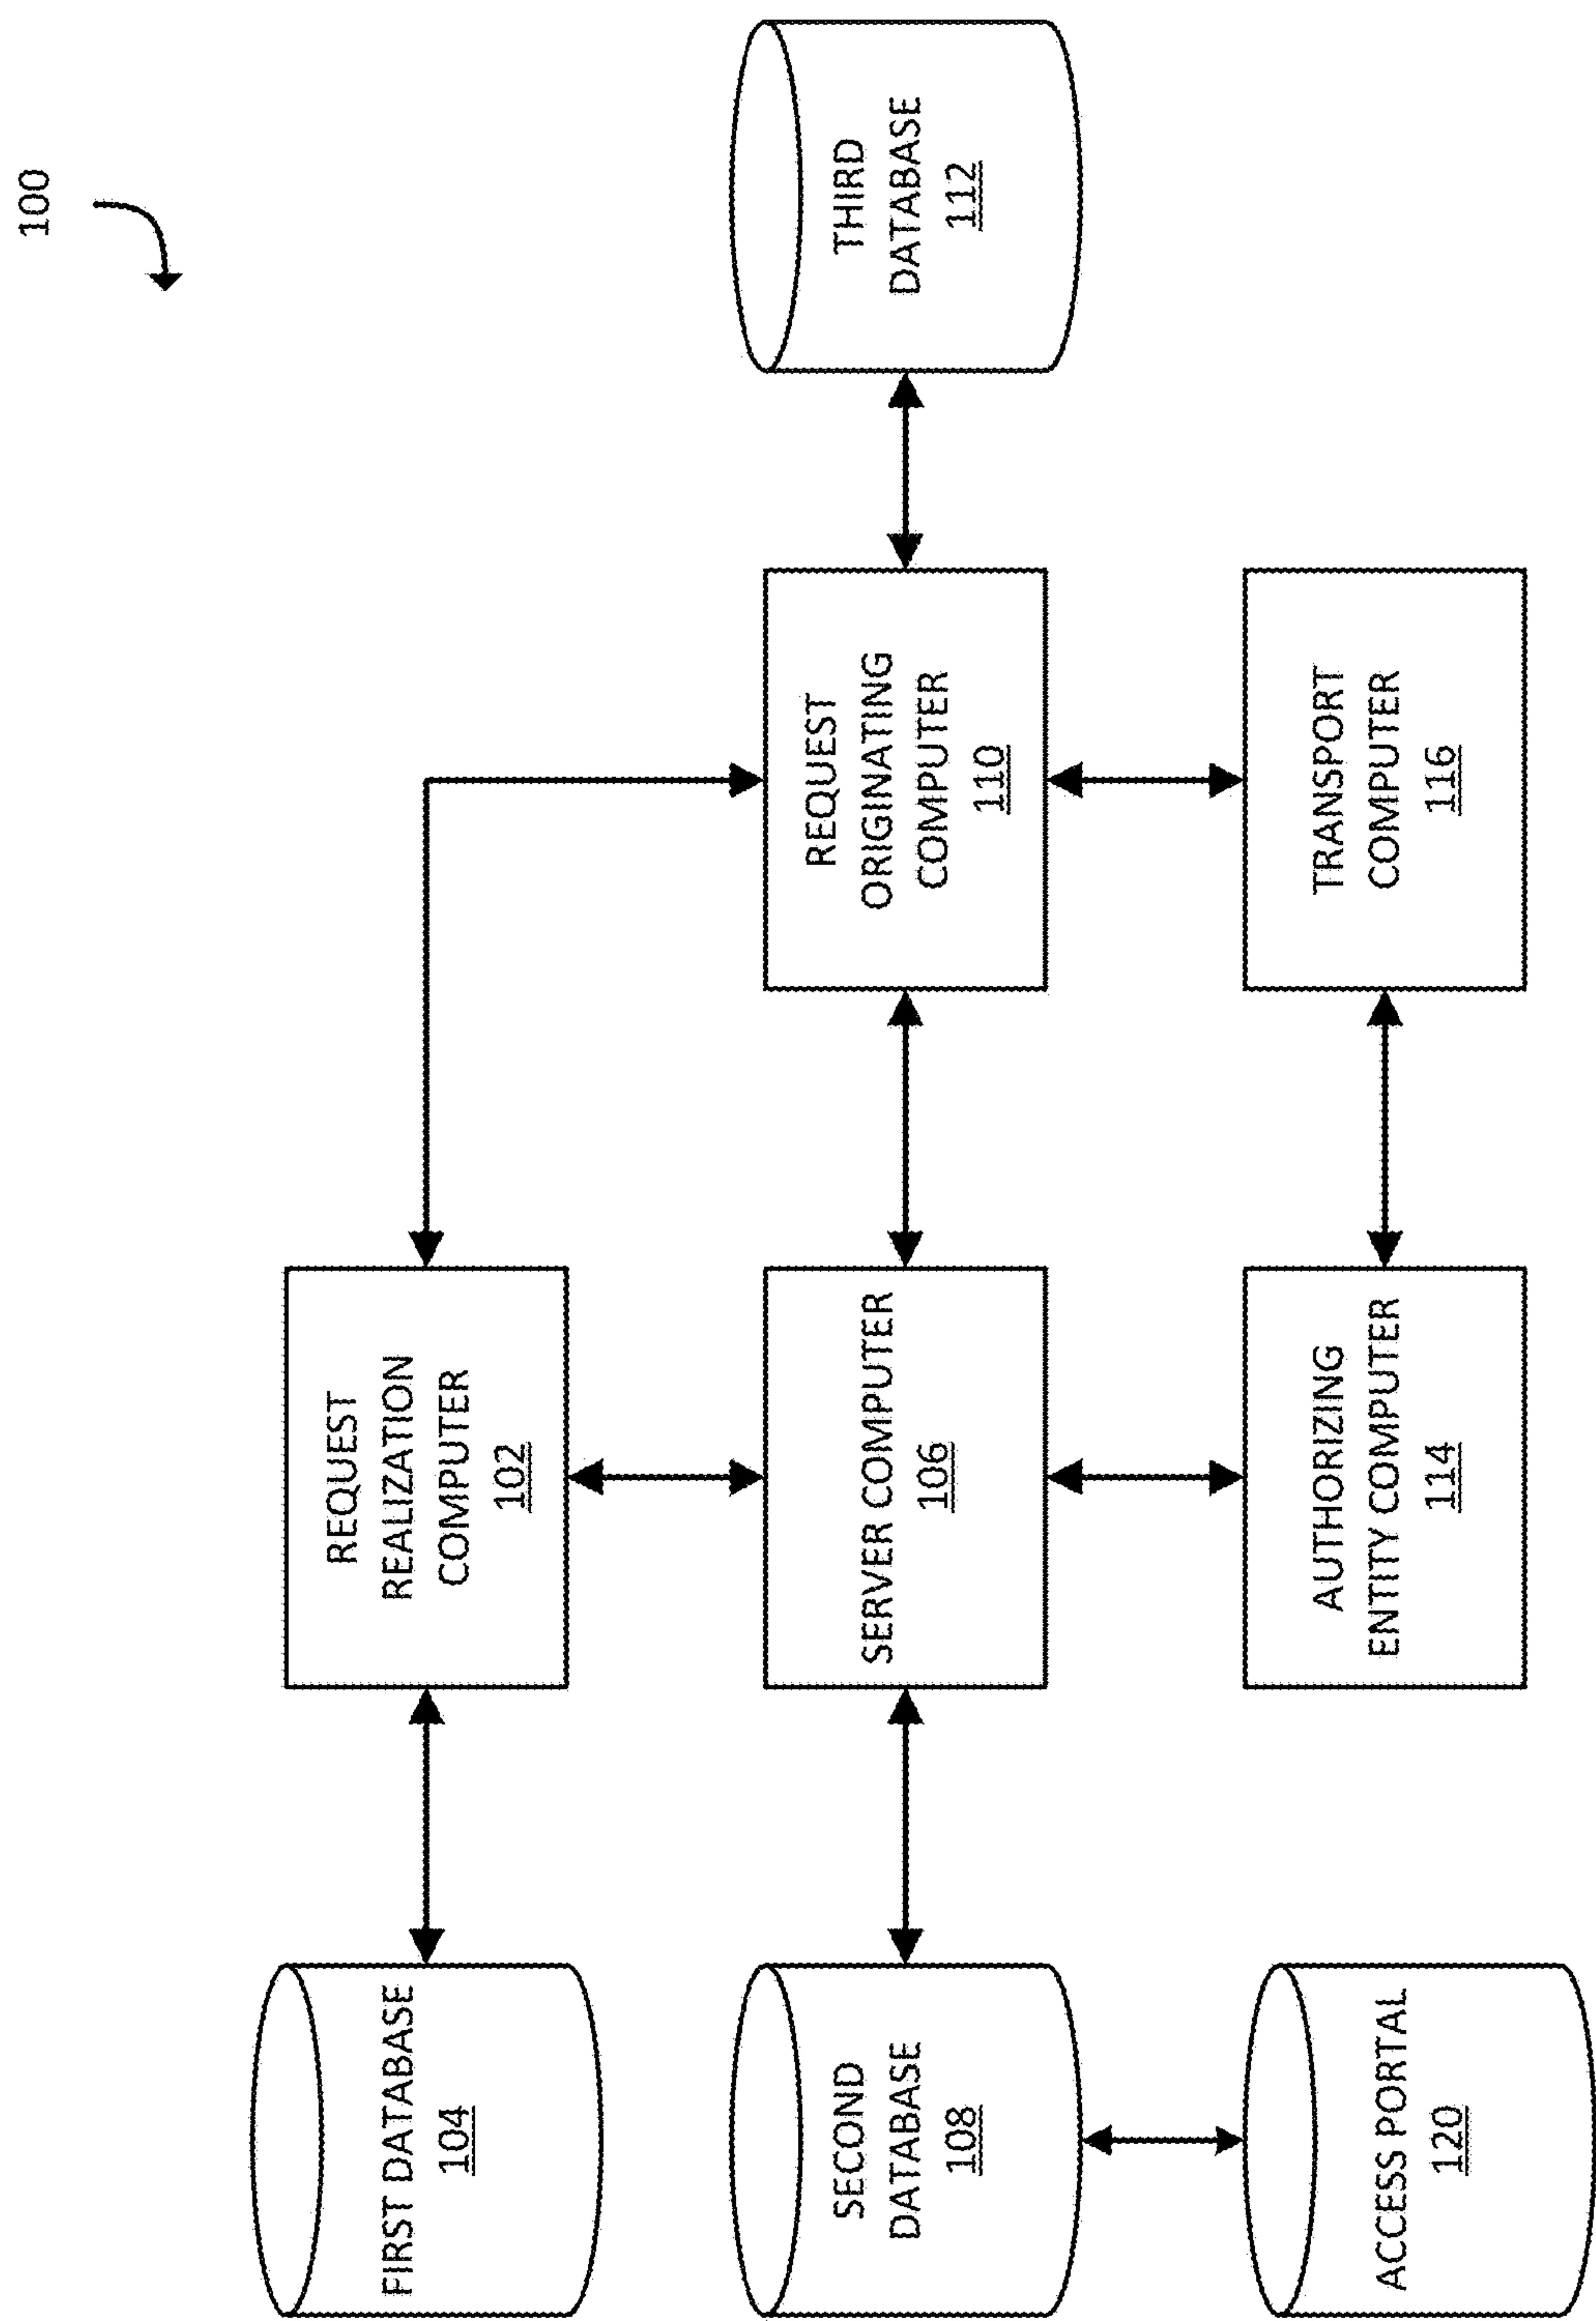 100
FIRST DATABASE
104
REQUEST
REALIZATION
COMPUTER
102
SECOND
DATABASE
108
SERVER COMPUTER
106
REQUEST
ORIGINATING
COMPUTER
110
THIRD
DATABASE
112
ACCESS PORTAL
120
AUTHORIZING
ENTITY COMPUTER
114
TRANSPORT
COMPUTER
116